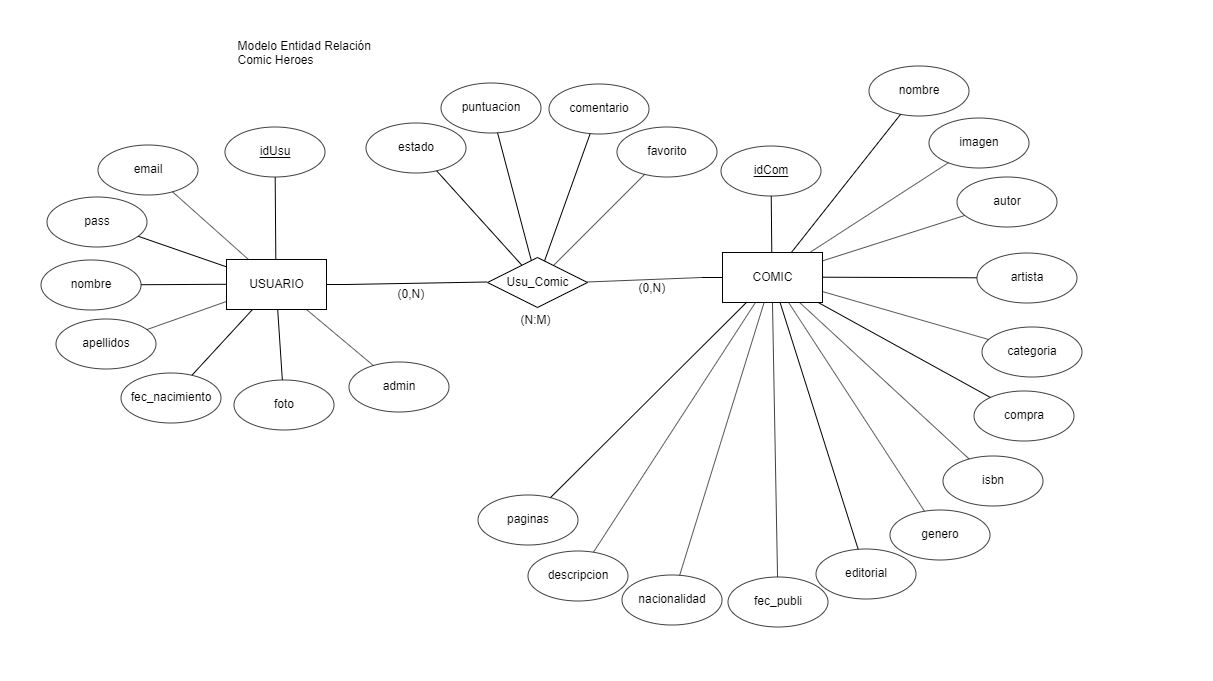 Modelo Entidad Relación
Comic Heroes
nombre
puntuacion
comentario
imagen
estado
favorito
idUsu
email
idCom
autor
pass
artista
USUARIO
Usu_Comic
COMIC
nombre
(0,N)
(0,N)
(N:M)
apellidos
categoria
admin
fec_nacimiento
foto
compra
isbn
paginas
genero
descripcion
editorial
nacionalidad
fec_publi